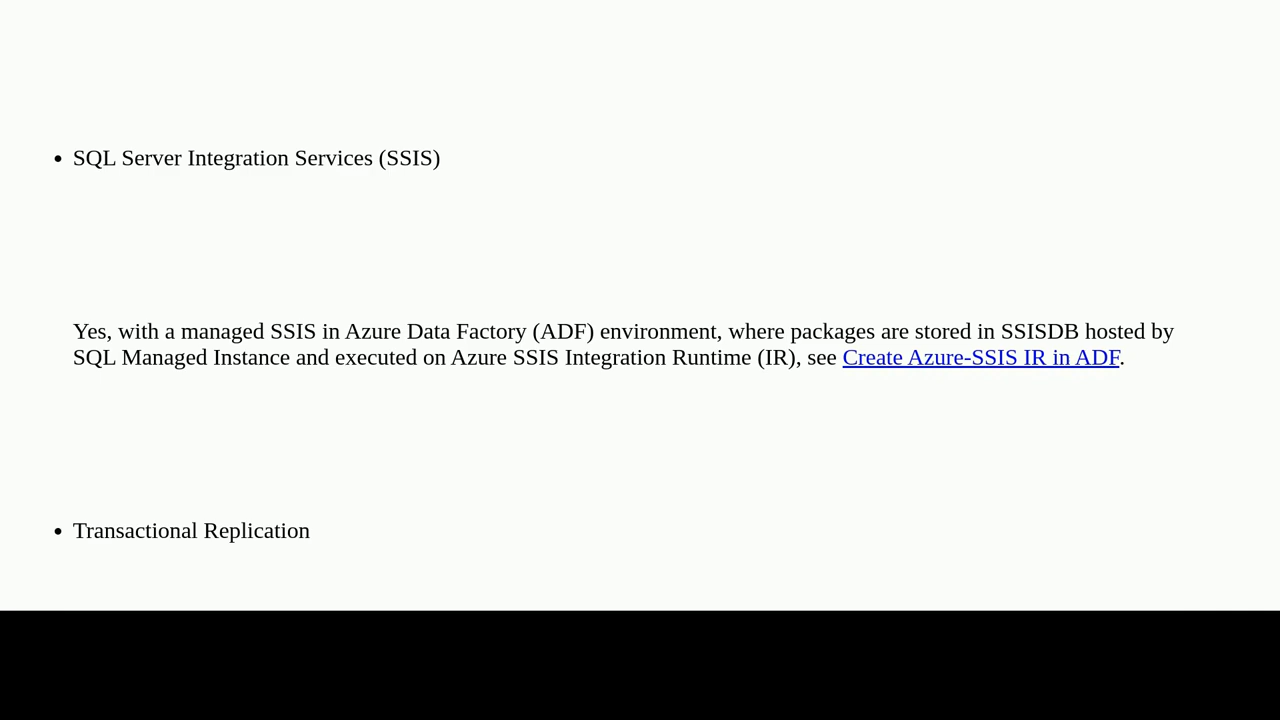 • SQL Server Integration Services (SSIS)
Yes, with a managed SSIS in Azure Data Factory (ADF) environment, where packages are stored in SSISDB hosted by
SQL Managed Instance and executed on Azure SSIS Integration Runtime (IR), see Create Azure-SSIS IR in ADF.
• Transactional Replication